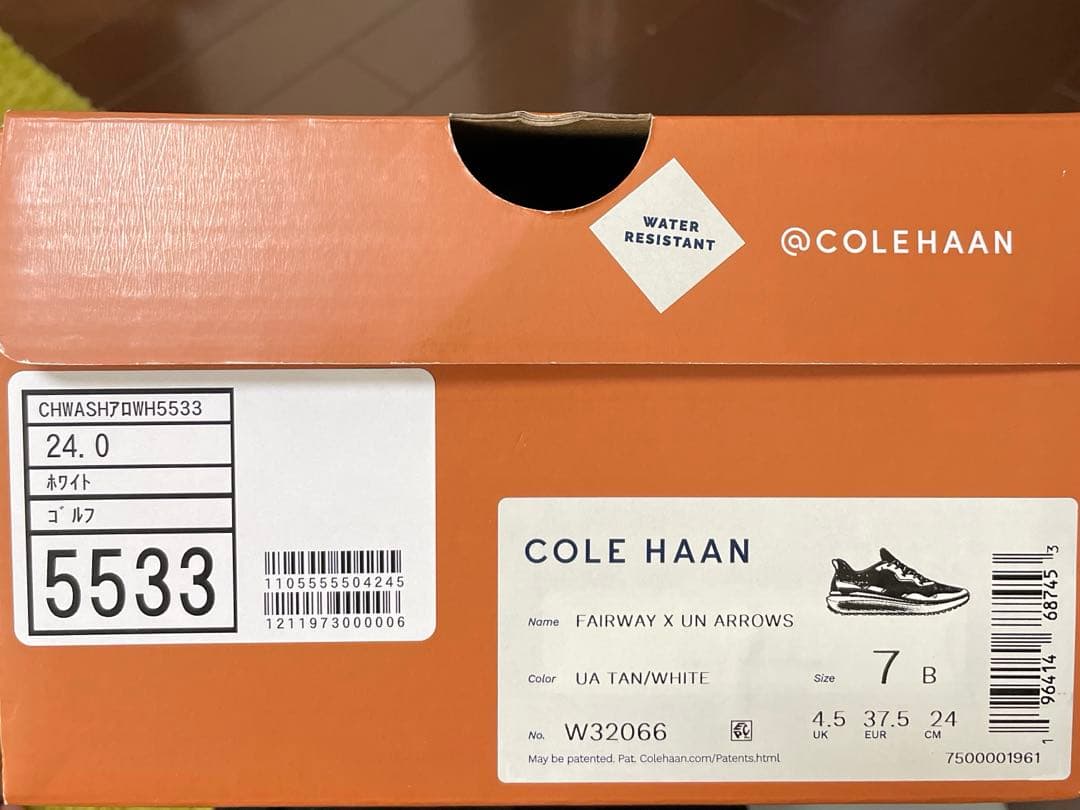 WATER
RESISTANT
@COLEHAAN
CHWASHアロWH5533
24.0
ホワイト
ゴルフ
5533
1105555504245
1211973000006
COLE HAAN
Name FAIRWAY X UN ARROWS
Color UA TAN/WHITE
Size 7 B
No. W32066
4.5 37.5 24
UK EUR CM
May be patented. Pat. Colehaan.com/Patents.html
7500001961
1 96414 68745 3